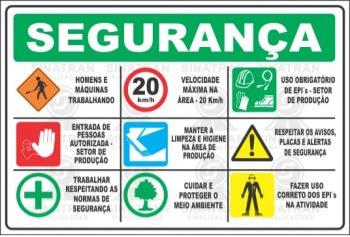 SEGURANÇA
HOMENS E
MÁQUINAS
TRABALHANDO
20
km/h
VELOCIDADE
MÁXIMA NA
ÁREA - 20 Km/h
USO OBRIGATÓRIO
DE EPI´s - SETOR
DE PRODUÇÃO
ENTRADA DE
PESSOAS
AUTORIZADA -
SETOR DE
PRODUÇÃO
MANTER A
LIMPEZA E HIGIENE
NA ÁREA DE
PRODUÇÃO
RESPEITAR OS AVISOS,
PLACAS E ALERTAS
DE SEGURANÇA
TRABALHAR
RESPEITANDO AS
NORMAS DE
SEGURANÇA
CUIDAR E
PROTEGER O
MEIO AMBIENTE
FAZER USO
CORRETO DOS EPI´s
NA ATIVIDADE